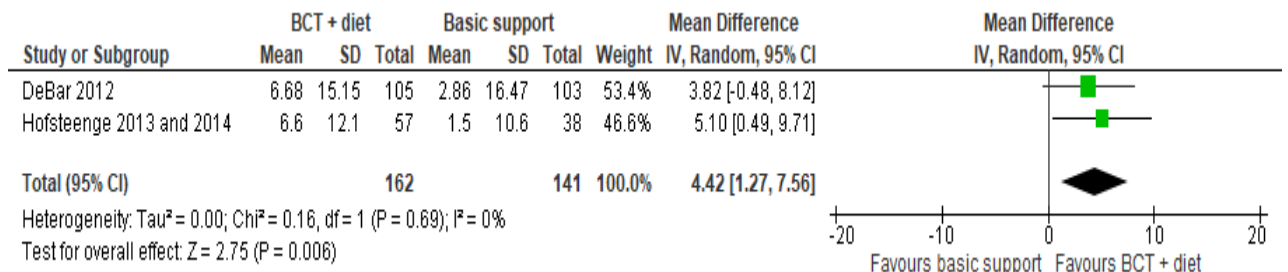 BCT + diet Basic support Mean Difference Mean Difference
Study or Subgroup Mean SD Total Mean SD Total Weight IV, Random, 95% CI IV, Random, 95% CI
DeBar 2012 6.68 15.15 105 2.86 16.47 103 53.4% 3.82 [-0.48, 8.12]
Hofsteenge 2013 and 2014 6.6 12.1 57 1.5 10.6 38 46.6% 5.10 [0.49, 9.71]
Total (95% CI) 162 141 100.0% 4.42 [1.27, 7.56]
Heterogeneity: Tau² = 0.00; Chi² = 0.16, df = 1 (P = 0.69); I² = 0%
Test for overall effect: Z = 2.75 (P = 0.006)
-20 -10 0 10 20
Favours basic support Favours BCT + diet